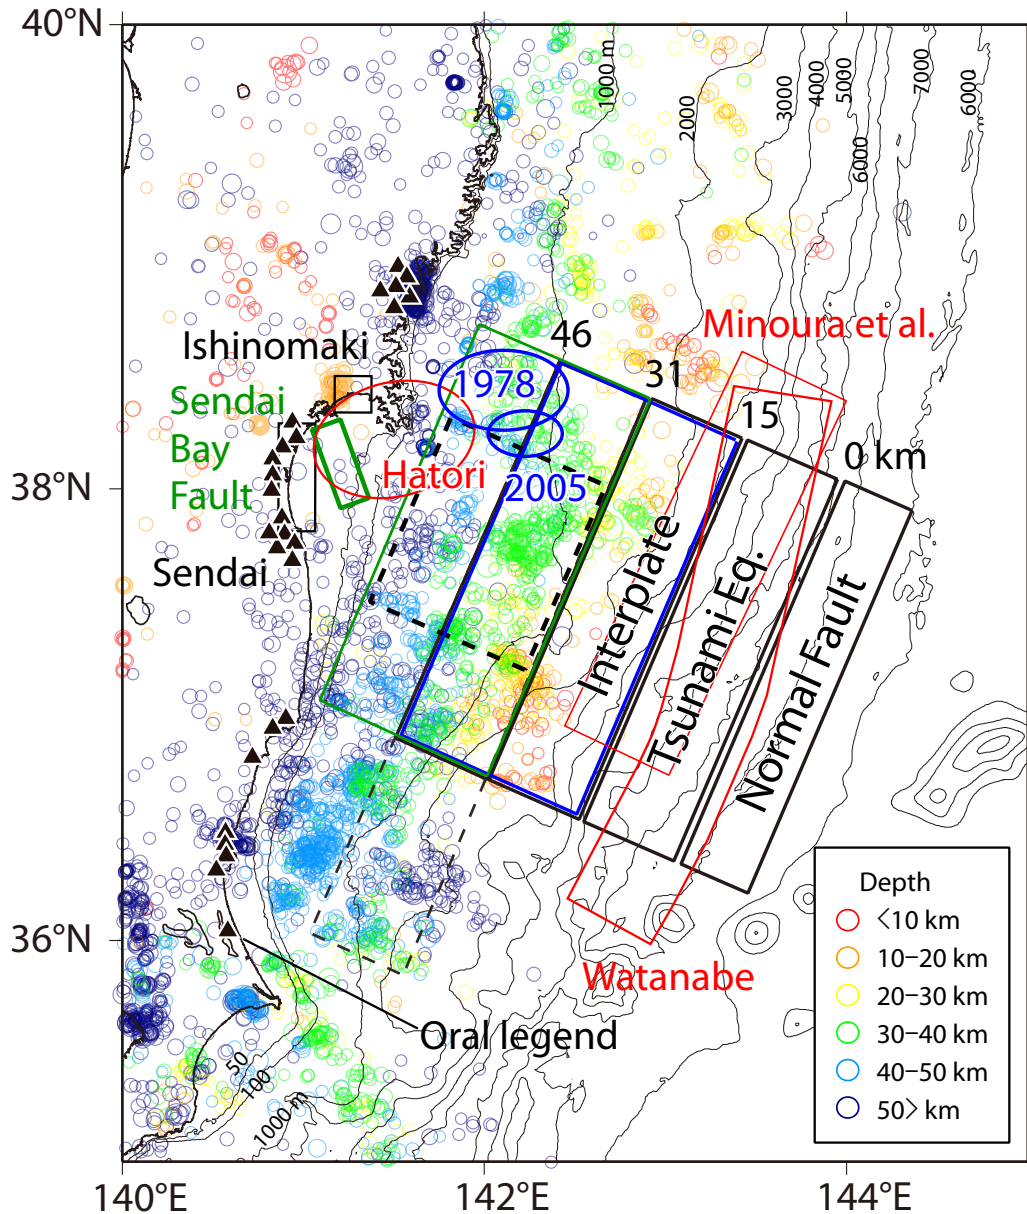 40°N
1000 m
2000
3000
4000
5000
6000
7000
6000
Minoura et al.
Ishinomaki
46
31
15
0 km
1978
Sendai
Bay
Fault
Hatori
2005
38°N
Sendai
Interplate
Tsunami Eq.
Normal Fault
Watanabe
36°N
Oral legend
50
100
1000 m
Depth
<10 km
10–20 km
20–30 km
30–40 km
40–50 km
50> km
140°E
142°E
144°E